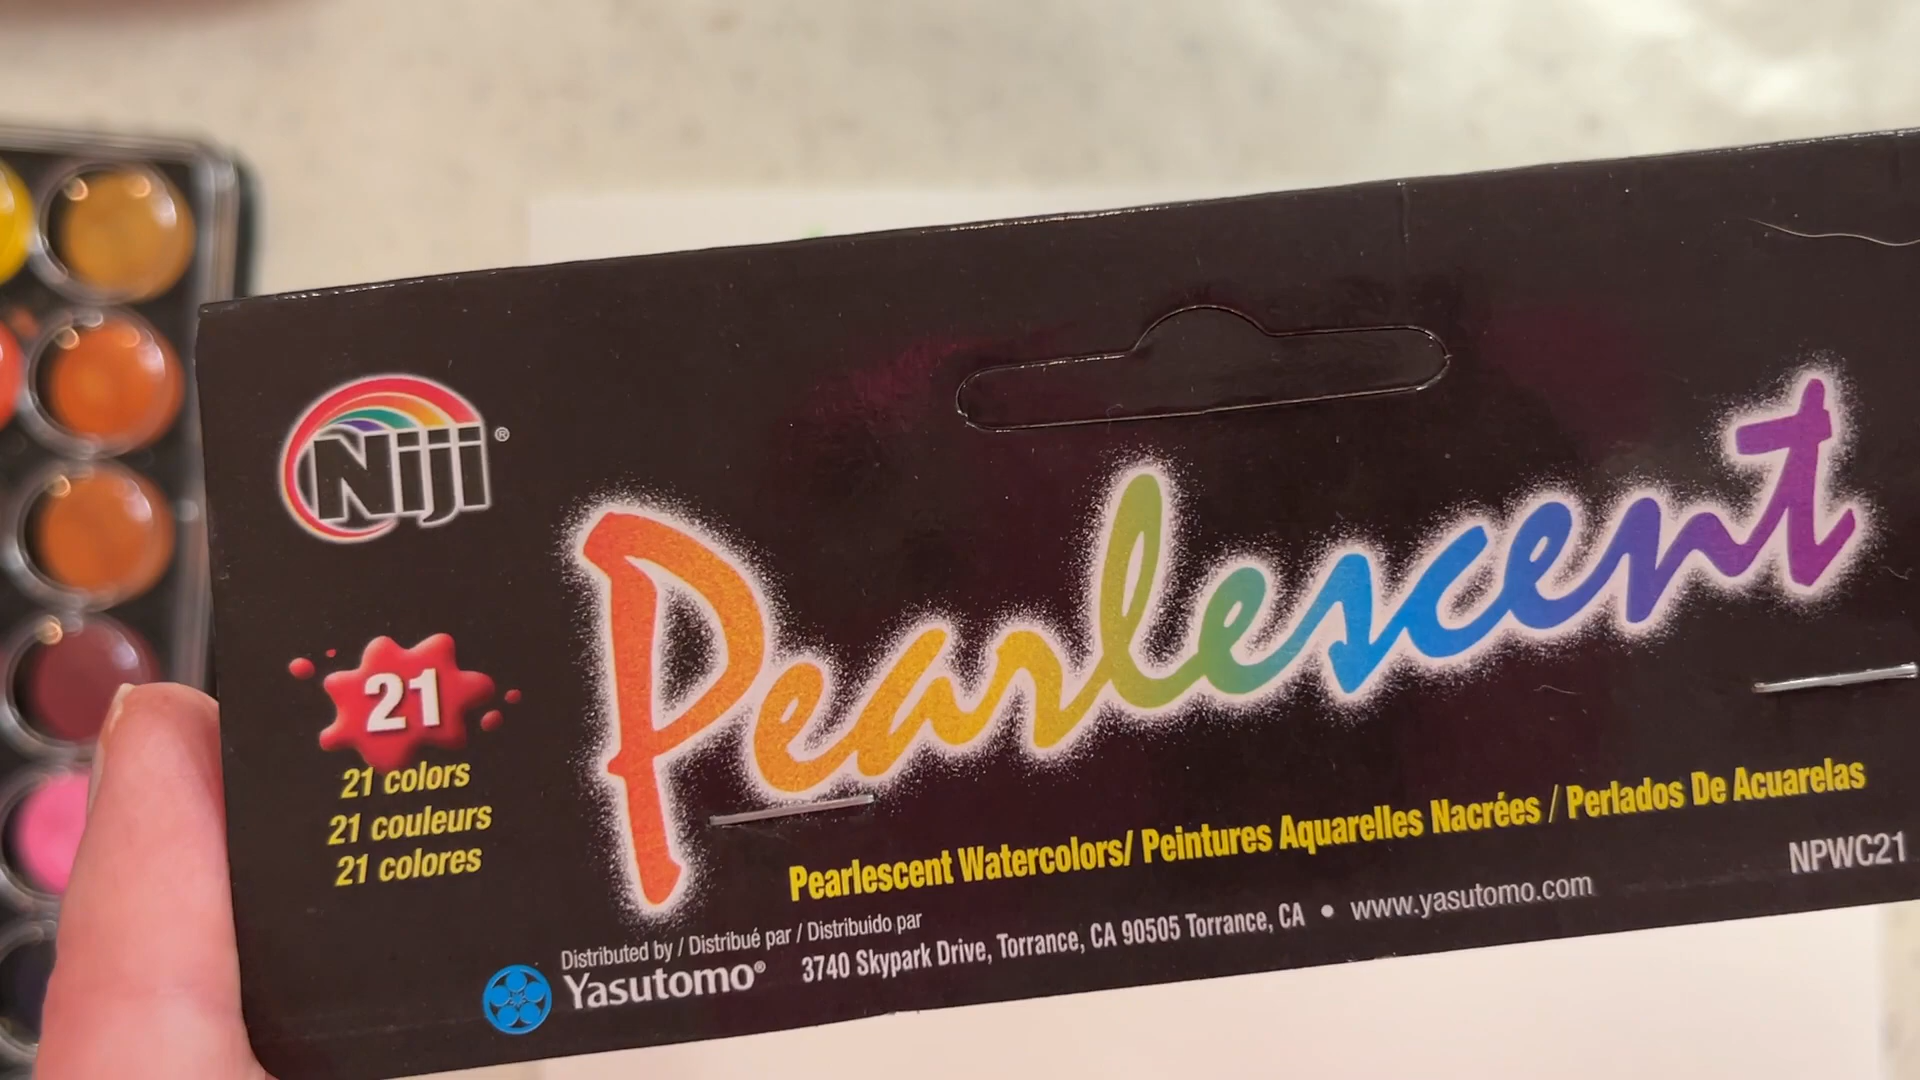 Niji®
Pearlescent
21
21 colors
21 couleurs
21 colores
Pearlescent Watercolors/ Peintures Aquarelles Nacrées / Perlados De Acuarelas
NPWC21
Distributed by / Distribué par / Distribuido par
Yasutomo® 3740 Skypark Drive, Torrance, CA 90505 Torrance, CA • www.yasutomo.com